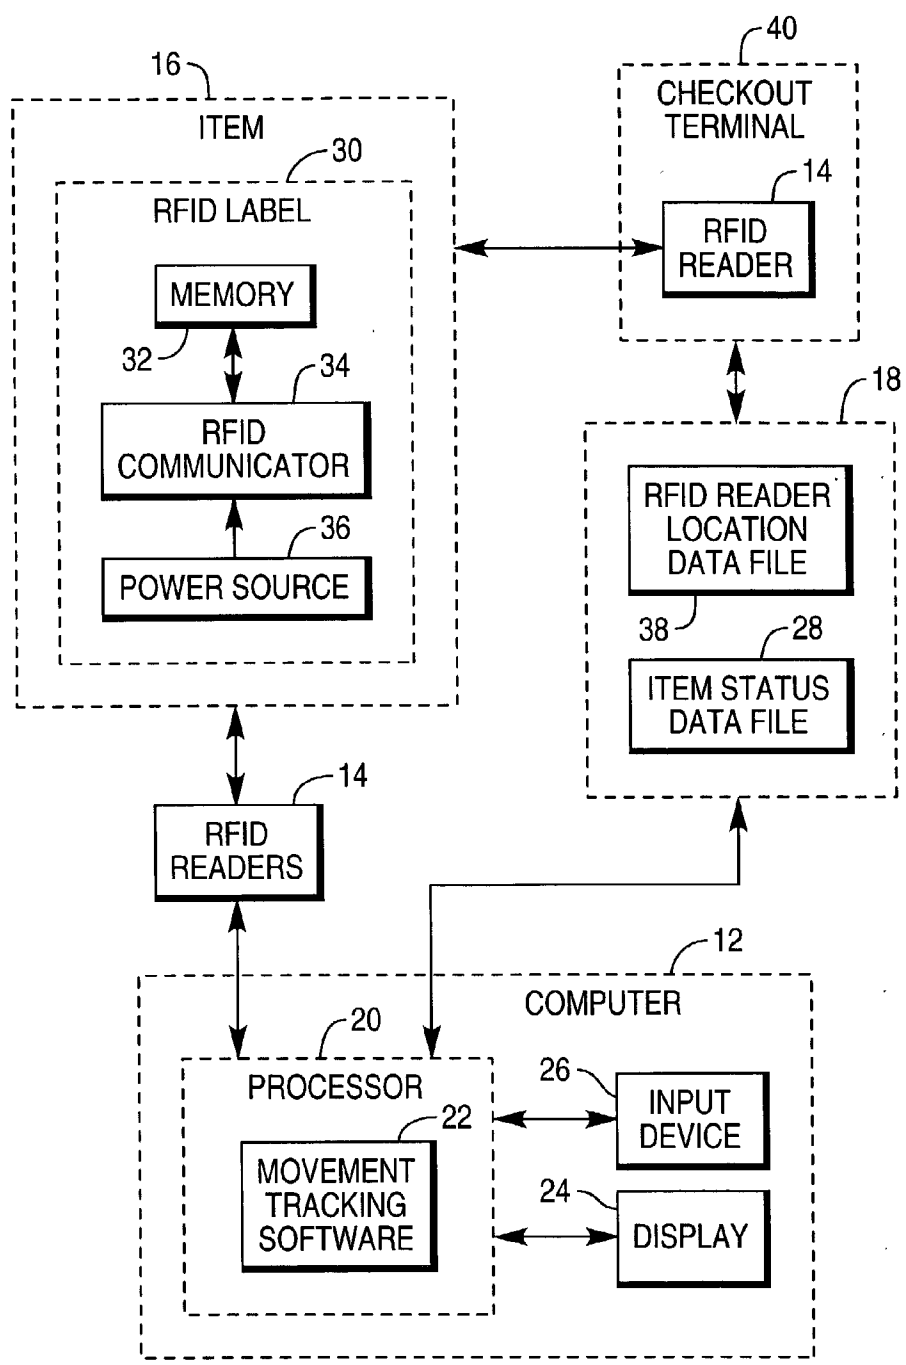 16
ITEM
30
RFID LABEL
MEMORY
32
34
RFID
COMMUNICATOR
36
POWER SOURCE
40
CHECKOUT
TERMINAL
14
RFID
READER
18
RFID READER
LOCATION
DATA FILE
38
28
ITEM STATUS
DATA FILE
14
RFID
READERS
12
COMPUTER
20
PROCESSOR
22
MOVEMENT
TRACKING
SOFTWARE
26
INPUT
DEVICE
24
DISPLAY